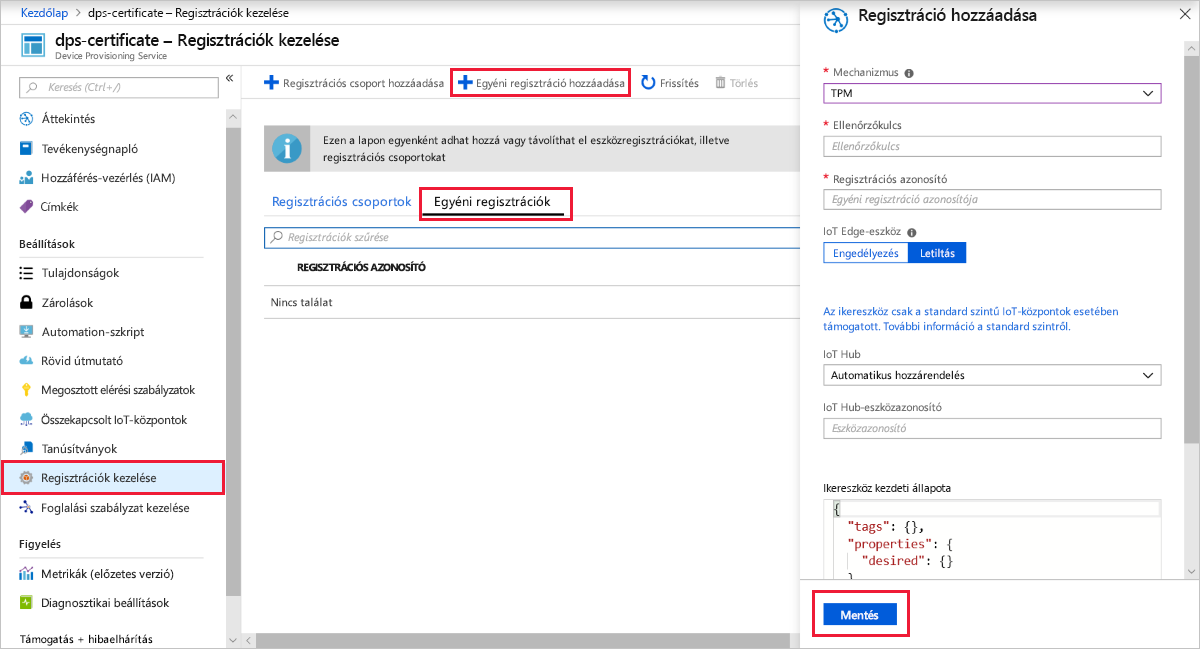 Kezdőlap > dps-certificate – Regisztrációk kezelése
dps-certificate – Regisztrációk kezelése
Device Provisioning Service
Keresés (Ctrl+/)
«
Áttekintés
Tevékenységnapló
Hozzáférés-vezérlés (IAM)
Címkék
Beállítások
Tulajdonságok
Zárolások
Automation-szkript
Rövid útmutató
Megosztott elérési szabályzatok
Összekapcsolt IoT-központok
Tanúsítványok
Regisztrációk kezelése
Foglalási szabályzat kezelése
Figyelés
Metrikák (előzetes verzió)
Diagnosztikai beállítások
Támogatás + hibaelhárítás
Regisztrációs csoport hozzáadása
Egyéni regisztráció hozzáadása
Frissítés
Törlés
Ezen a lapon egyenként adhat hozzá vagy távolíthat el eszközregisztrációkat, illetve
regisztrációs csoportokat
Regisztrációs csoportok
Egyéni regisztrációk
Regisztrációk szűrése
REGISZTRÁCIÓS AZONOSÍTÓ
Nincs találat
Regisztráció hozzáadása
* Mechanizmus
TPM
* Ellenőrzőkulcs
Ellenőrzőkulcs
* Regisztrációs azonosító
Egyéni regisztráció azonosítója
IoT Edge-eszköz
Engedélyezés
Letiltás
Az ikereszköz csak a standard szintű IoT-központok esetében
támogatott. További információ a standard szintről.
IoT Hub
Automatikus hozzárendelés
IoT Hub-eszközazonosító
Eszközazonosító
Ikereszköz kezdeti állapota
{
"tags": {},
"properties": {
"desired": {}
}
Mentés